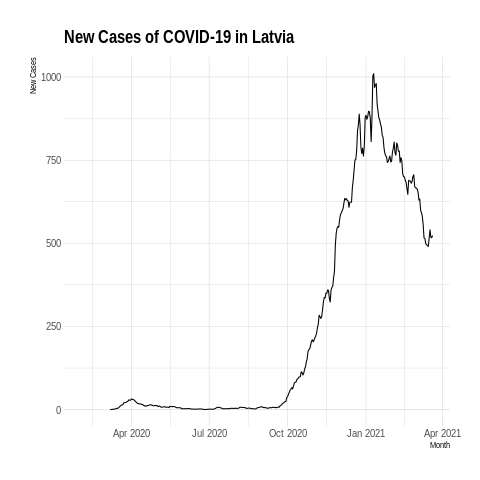 New Cases of COVID-19 in Latvia
New Cases
1000
750
500
250
0
Apr 2020 Jul 2020 Oct 2020 Jan 2021 Apr 2021
Month